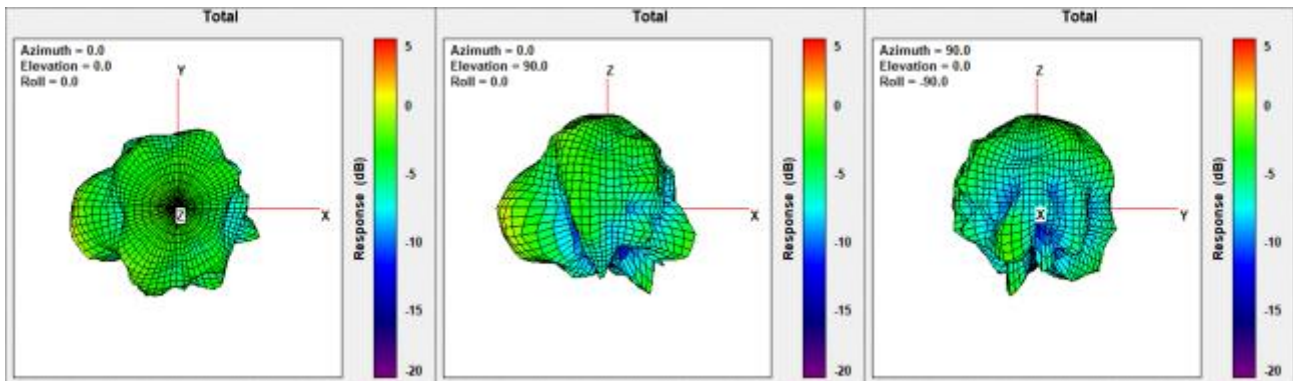 Total
Azimuth = 0.0
Elevation = 0.0
Roll = 0.0
Y
Z
X
5
0
-5
-10
-15
-20
Response (dB)
Total
Azimuth = 0.0
Elevation = 90.0
Roll = 0.0
Z
X
5
0
-5
-10
-15
-20
Response (dB)
Total
Azimuth = 90.0
Elevation = 0.0
Roll = -90.0
Z
X
Y
5
0
-5
-10
-15
-20
Response (dB)